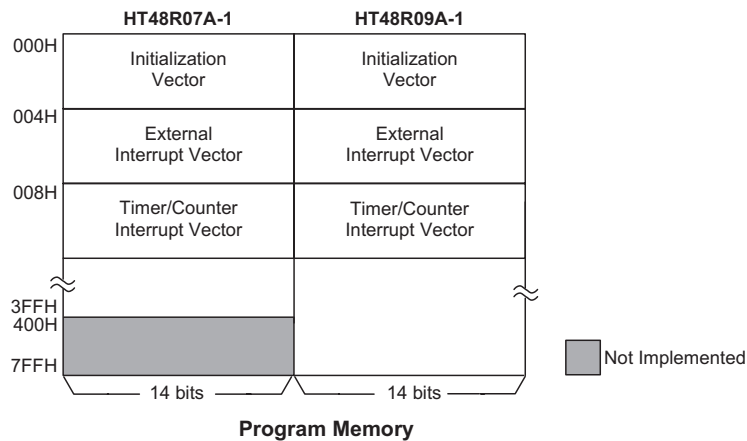 HT48R07A-1 HT48R09A-1
000H
Initialization
Vector
Initialization
Vector
004H
External
Interrupt Vector
External
Interrupt Vector
008H
Timer/Counter
Interrupt Vector
Timer/Counter
Interrupt Vector
3FFH
400H
7FFH
Not Implemented
14 bits 14 bits
Program Memory